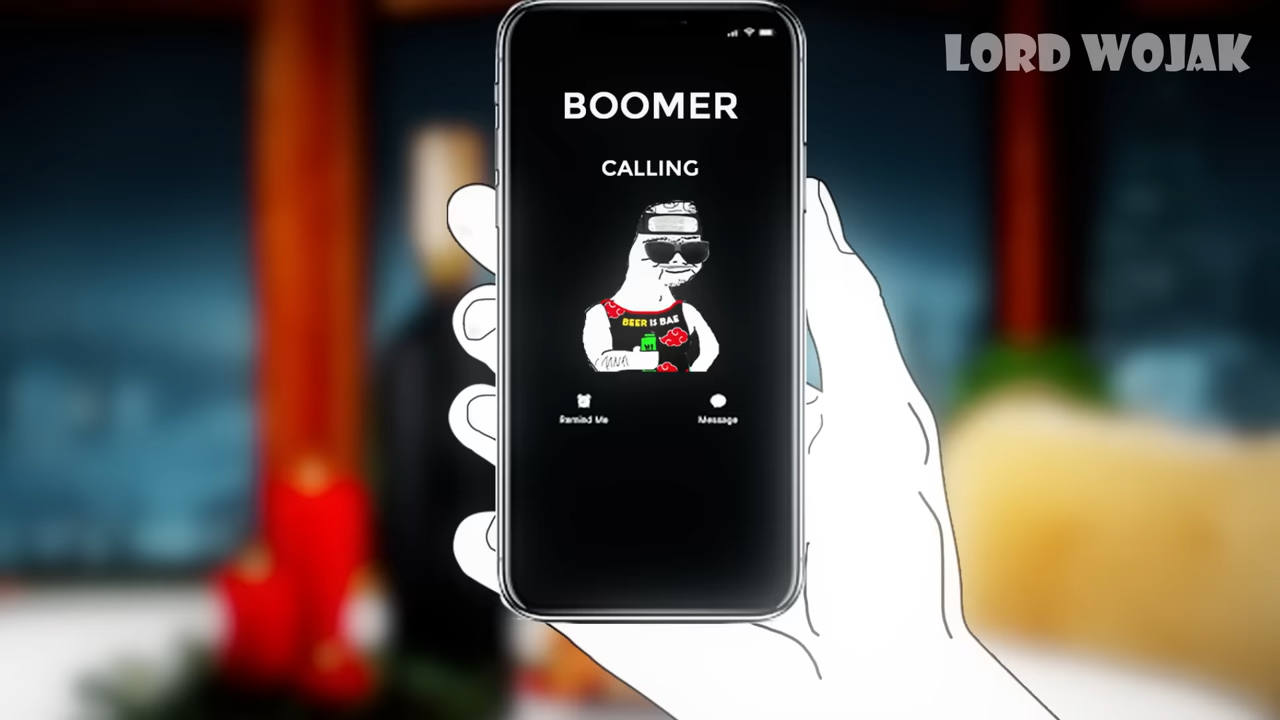 LORD WOJAK
BOOMER
CALLING
BEER IS BAE
Remind Me
Message